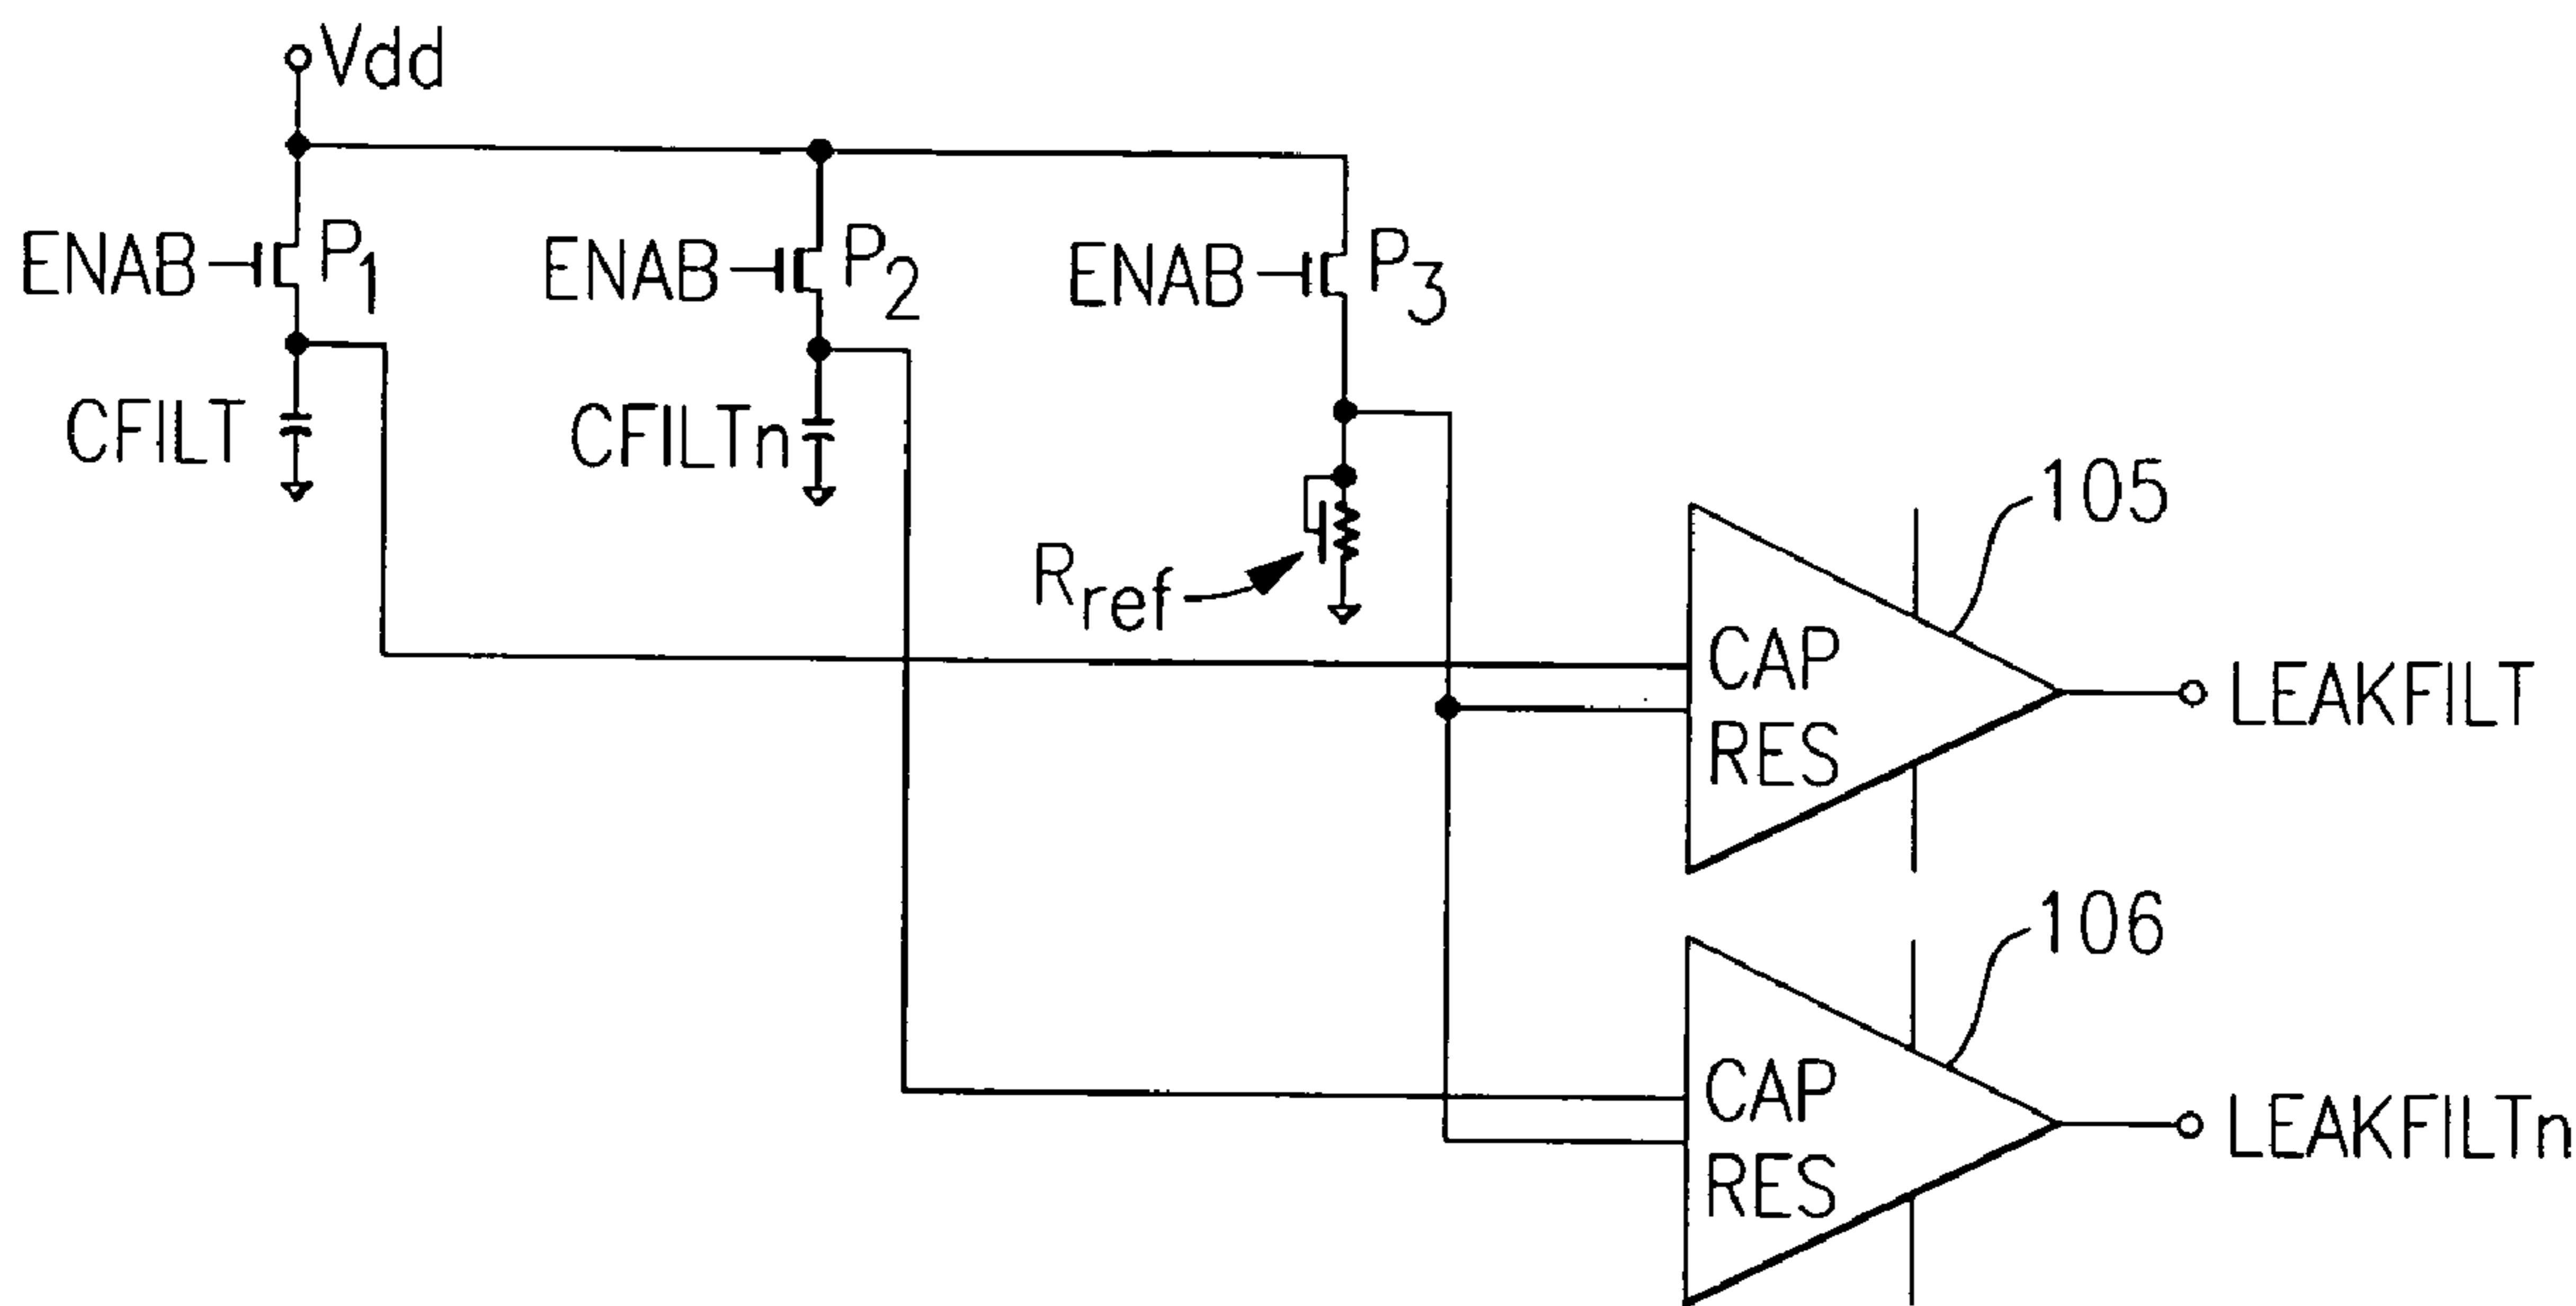 Vdd
ENAB P1
ENAB P2
ENAB P3
CFILT
CFILTn
Rref
105
CAP
RES
LEAKFILT
106
CAP
RES
LEAKFILTn